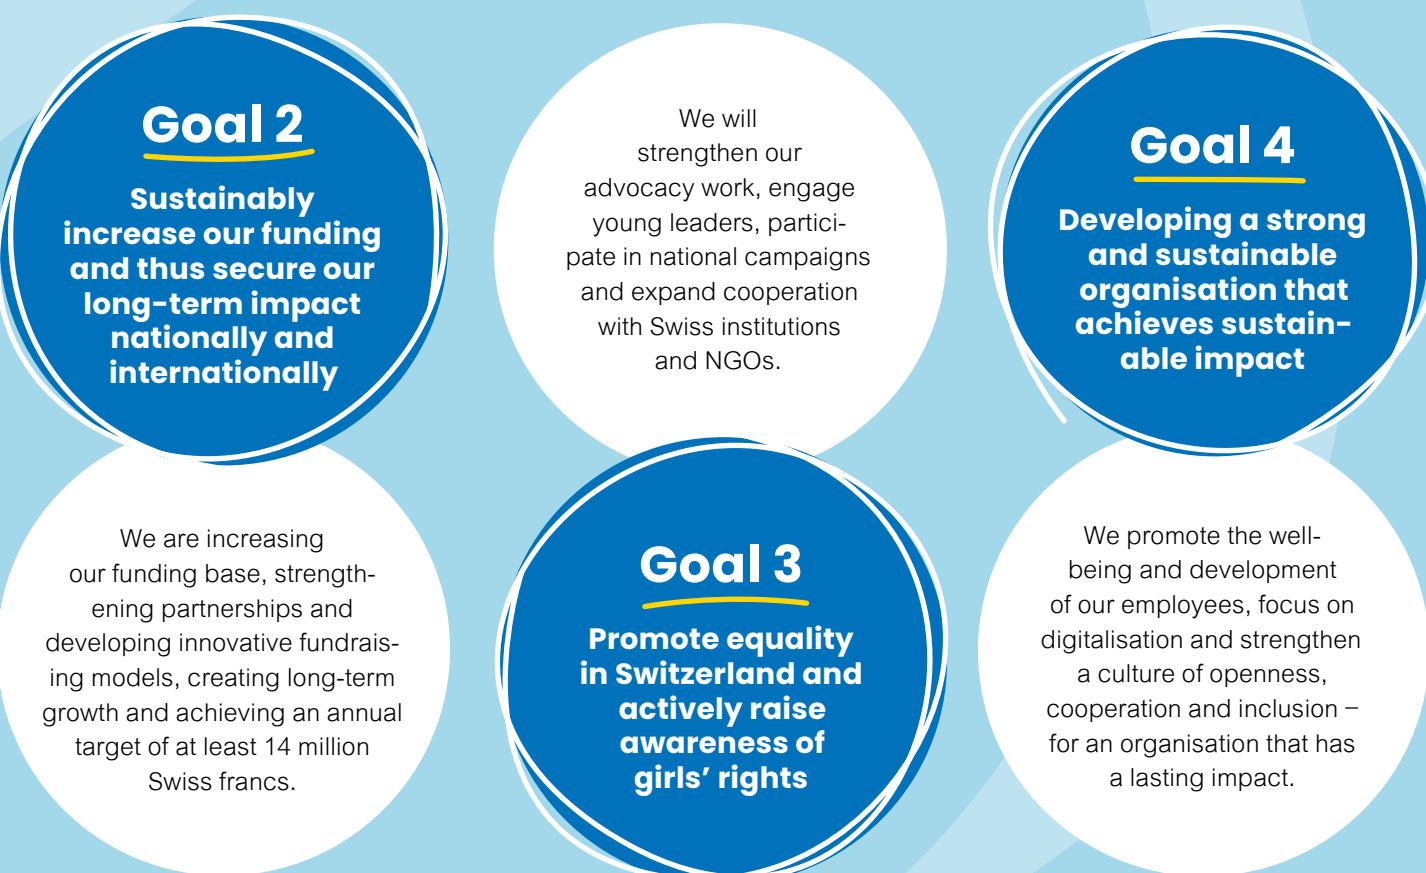 Goal 2
Sustainably
increase our funding
and thus secure our
long-term impact
nationally and
internationally
We are increasing
our funding base, strength-
ening partnerships and
developing innovative fundrais-
ing models, creating long-term
growth and achieving an annual
target of at least 14 million
Swiss francs.
We will
strengthen our
advocacy work, engage
young leaders, partici-
pate in national campaigns
and expand cooperation
with Swiss institutions
and NGOs.
Goal 3
Promote equality
in Switzerland and
actively raise
awareness of
girls’ rights
Goal 4
Developing a strong
and sustainable
organisation that
achieves sustain-
able impact
We promote the well-
being and development
of our employees, focus on
digitalisation and strengthen
a culture of openness,
cooperation and inclusion –
for an organisation that has
a lasting impact.